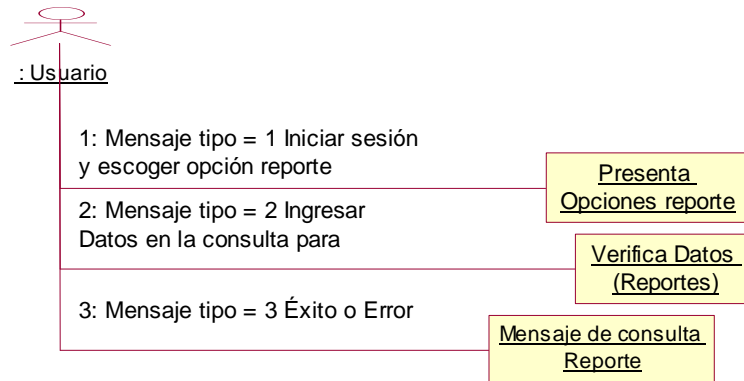 : Usuario
1: Mensaje tipo = 1 Iniciar sesión
y escoger opción reporte
Presenta
Opciones reporte
2: Mensaje tipo = 2 Ingresar
Datos en la consulta para
Verifica Datos
(Reportes)
3: Mensaje tipo = 3 Éxito o Error
Mensaje de consulta
Reporte